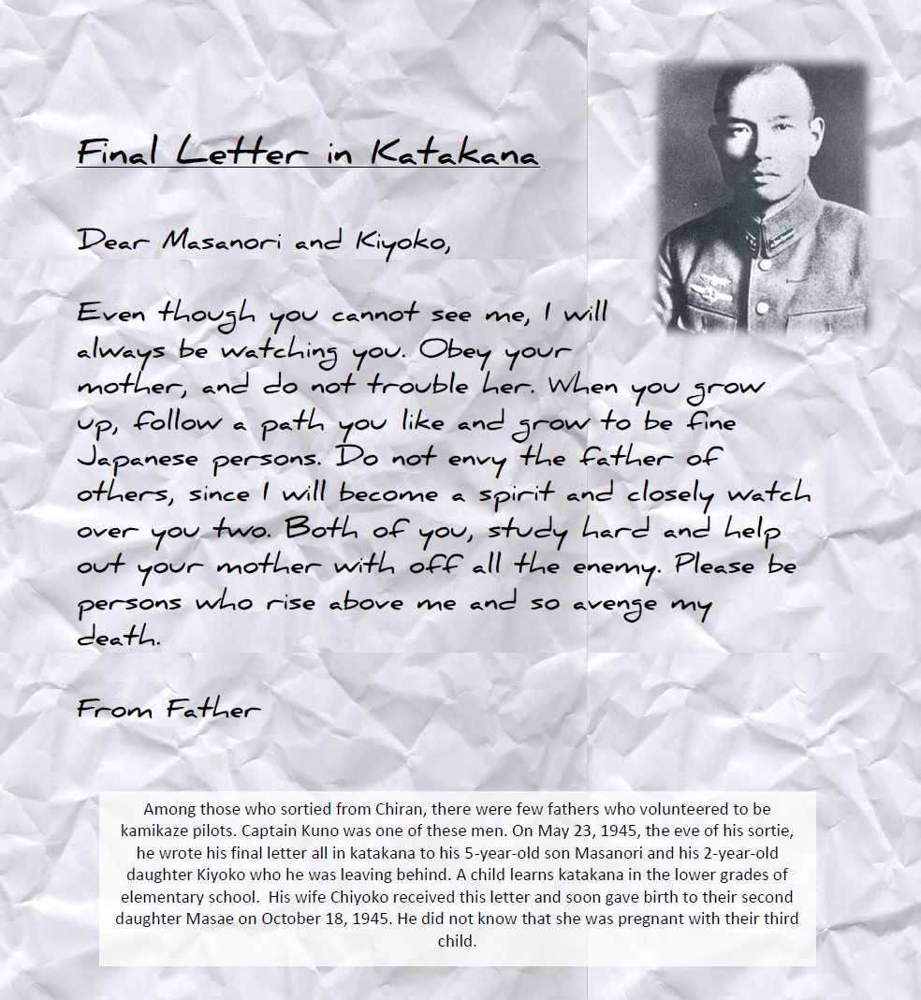 Final Letter in Katakana
Dear Masanori and Kiyoko,
Even though you cannot see me, I will
always be watching you. Obey your
mother, and do not trouble her. When you grow
up, follow a path you like and grow to be fine
Japanese persons. Do not envy the father of
others, since I will become a spirit and closely watch
over you two. Both of you, study hard and help
out your mother with off all the enemy. Please be
persons who rise above me and so avenge my
death.
From Father
Among those who sortied from Chiran, there were few fathers who volunteered to be
kamikaze pilots. Captain Kuno was one of these men. On May 23, 1945, the eve of his sortie,
he wrote his final letter all in katakana to his 5-year-old son Masanori and his 2-year-old
daughter Kiyoko who he was leaving behind. A child learns katakana in the lower grades of
elementary school.  His wife Chiyoko received this letter and soon gave birth to their second
daughter Masae on October 18, 1945. He did not know that she was pregnant with their third
child.